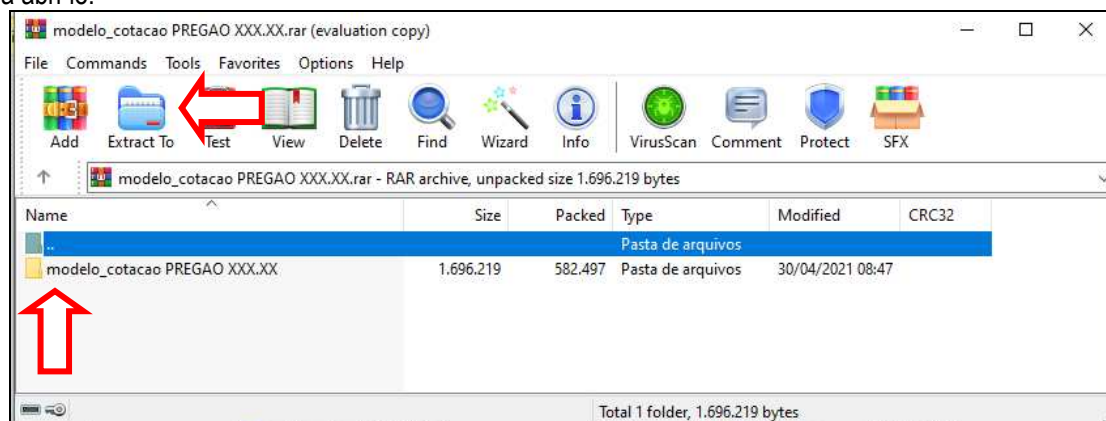 a abri-lo.
modelo_cotacao PREGAO XXX.XX.rar (evaluation copy)
File Commands Tools Favorites Options Help
Add Extract To Test View Delete Find Wizard Info VirusScan Comment Protect SFX
modelo_cotacao PREGAO XXX.XX.rar - RAR archive, unpacked size 1.696.219 bytes
Name Size Packed Type Modified CRC32
.. Pasta de arquivos
modelo_cotacao PREGAO XXX.XX 1.696.219 582.497 Pasta de arquivos 30/04/2021 08:47
Total 1 folder, 1.696.219 bytes